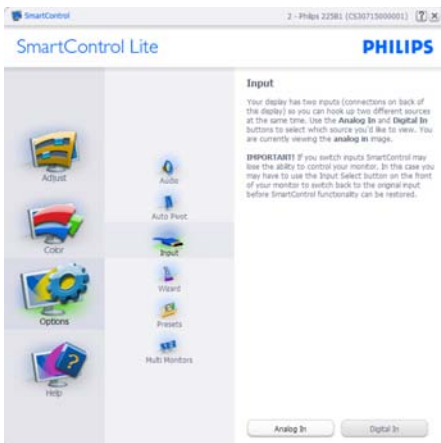 SmartControl
2 - Philips 225B1 (CS30715000001)
SmartControl Lite
PHILIPS
Adjust
Color
Options
Help
Audio
Auto Pivot
Input
Wizard
Presets
Multi Monitors
Input
Your display has two inputs (connections on back of
the display) so you can hook up two different sources
at the same time. Use the Analog In and Digital In
buttons to select which source you'd like to view. You
are currently viewing the analog in image.
IMPORTANT! If you switch inputs SmartControl may
lose the ability to control your monitor. In this case you
may have to use the Input Select button on the front
of your monitor to switch back to the original input
before SmartControl functionality can be restored.
Analog In
Digital In